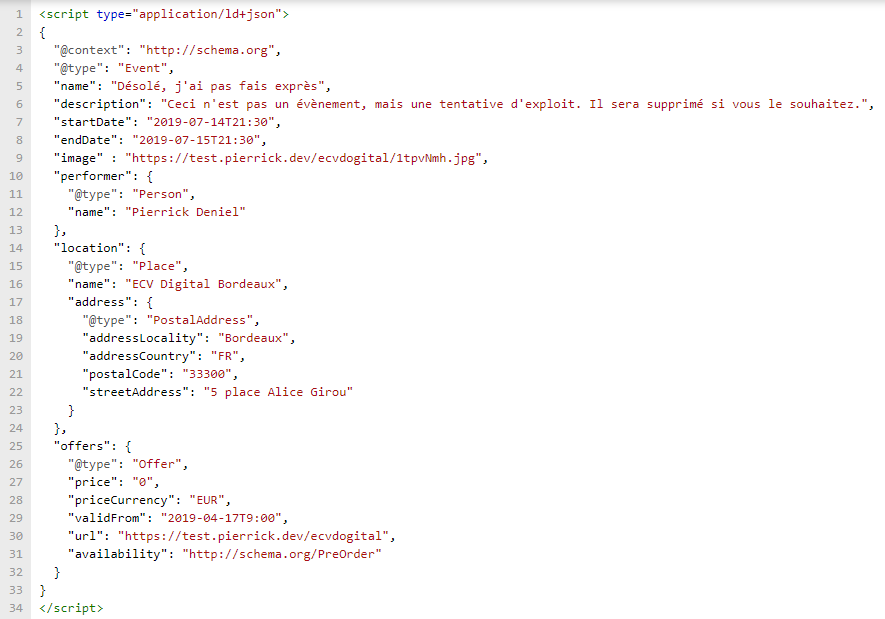 1 <script type="application/ld+json">
2 {
3 "@context": "http://schema.org",
4 "@type": "Event",
5 "name": "Désolé, j'ai pas fais exprès",
6 "description": "Ceci n'est pas un évènement, mais une tentative d'exploit. Il sera supprimé si vous le souhaitez.",
7 "startDate": "2019-07-14T21:30",
8 "endDate": "2019-07-15T21:30",
9 "image" : "https://test.pierrick.dev/ecvdogital/1tpvNmh.jpg",
10 "performer": {
11 "@type": "Person",
12 "name": "Pierrick Deniel"
13 },
14 "location": {
15 "@type": "Place",
16 "name": "ECV Digital Bordeaux",
17 "address": {
18 "@type": "PostalAddress",
19 "addressLocality": "Bordeaux",
20 "addressCountry": "FR",
21 "postalCode": "33300",
22 "streetAddress": "5 place Alice Girou"
23 }
24 },
25 "offers": {
26 "@type": "Offer",
27 "price": "0",
28 "priceCurrency": "EUR",
29 "validFrom": "2019-04-17T9:00",
30 "url": "https://test.pierrick.dev/ecvdogital",
31 "availability": "http://schema.org/PreOrder"
32 }
33 }
34 </script>